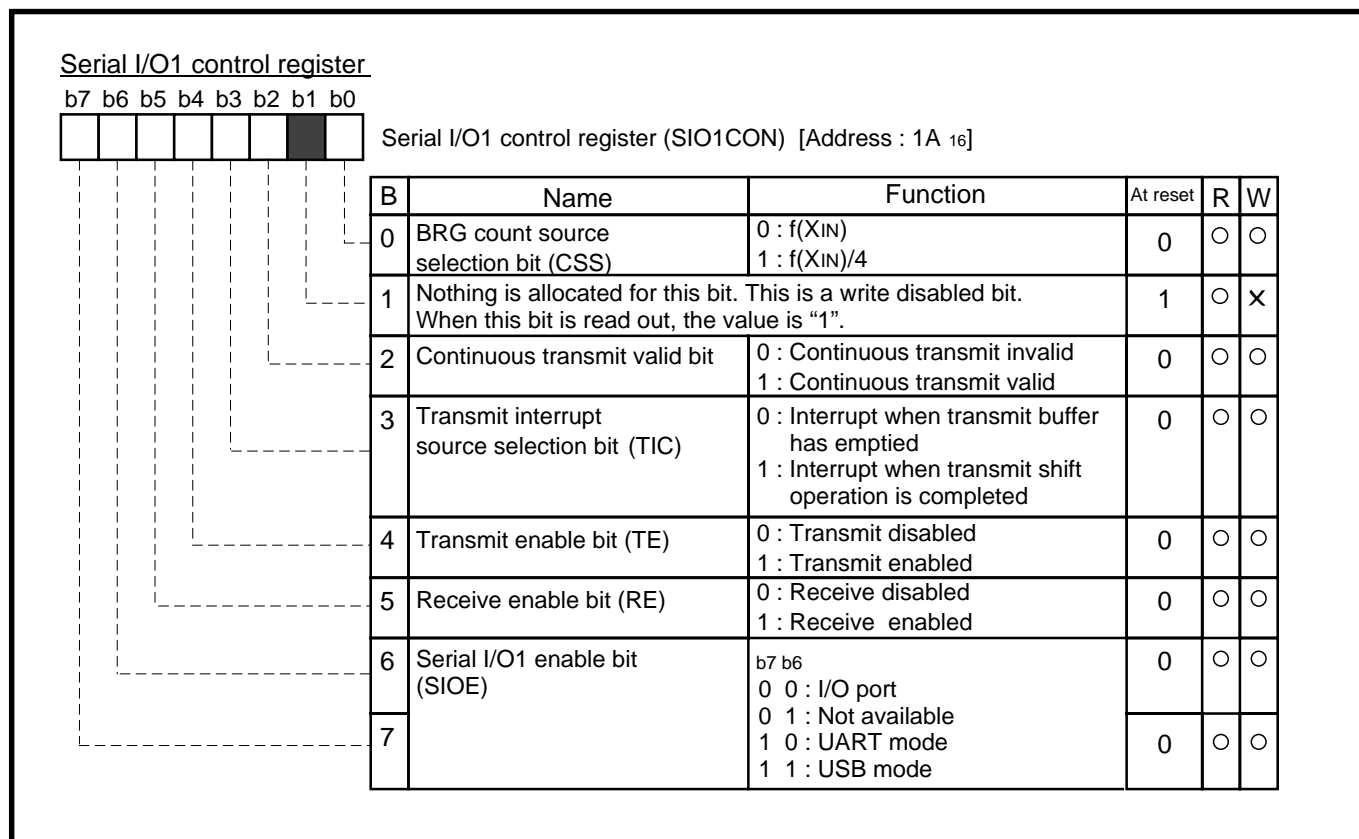 Serial I/O1 control register
b7 b6 b5 b4 b3 b2 b1 b0
Serial I/O1 control register (SIO1CON) [Address : 1A 16]
B Name Function At reset R W
0 BRG count source 0 : f(XIN) 0 ○ ○
selection bit (CSS) 1 : f(XIN)/4
1 Nothing is allocated for this bit. This is a write disabled bit. 1 ○ ×
When this bit is read out, the value is “1”.
2 Continuous transmit valid bit 0 : Continuous transmit invalid 0 ○ ○
1 : Continuous transmit valid
3 Transmit interrupt 0 : Interrupt when transmit buffer 0 ○ ○
source selection bit (TIC) has emptied
1 : Interrupt when transmit shift
operation is completed
4 Transmit enable bit (TE) 0 : Transmit disabled 0 ○ ○
1 : Transmit enabled
5 Receive enable bit (RE) 0 : Receive disabled 0 ○ ○
1 : Receive enabled
6 Serial I/O1 enable bit b7 b6 0 ○ ○
(SIOE) 0 0 : I/O port
0 1 : Not available
7 1 0 : UART mode 0 ○ ○
1 1 : USB mode